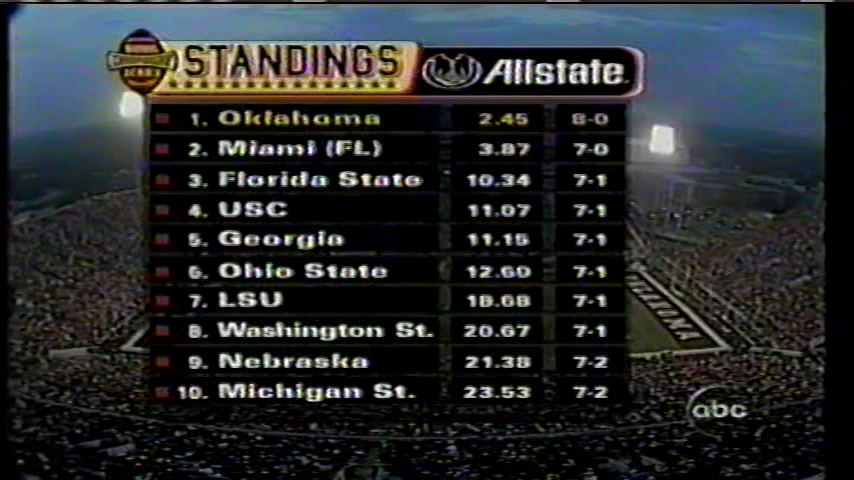 STANDINGS Allstate
1. Oklahoma 2.45 8-0
2. Miami (FL) 3.87 7-0
3. Florida State 10.34 7-1
4. USC 11.07 7-1
5. Georgia 11.15 7-1
6. Ohio State 12.60 7-1
7. LSU 18.68 7-1
8. Washington St. 20.67 7-1
9. Nebraska 21.38 7-2
10. Michigan St. 23.53 7-2
abc